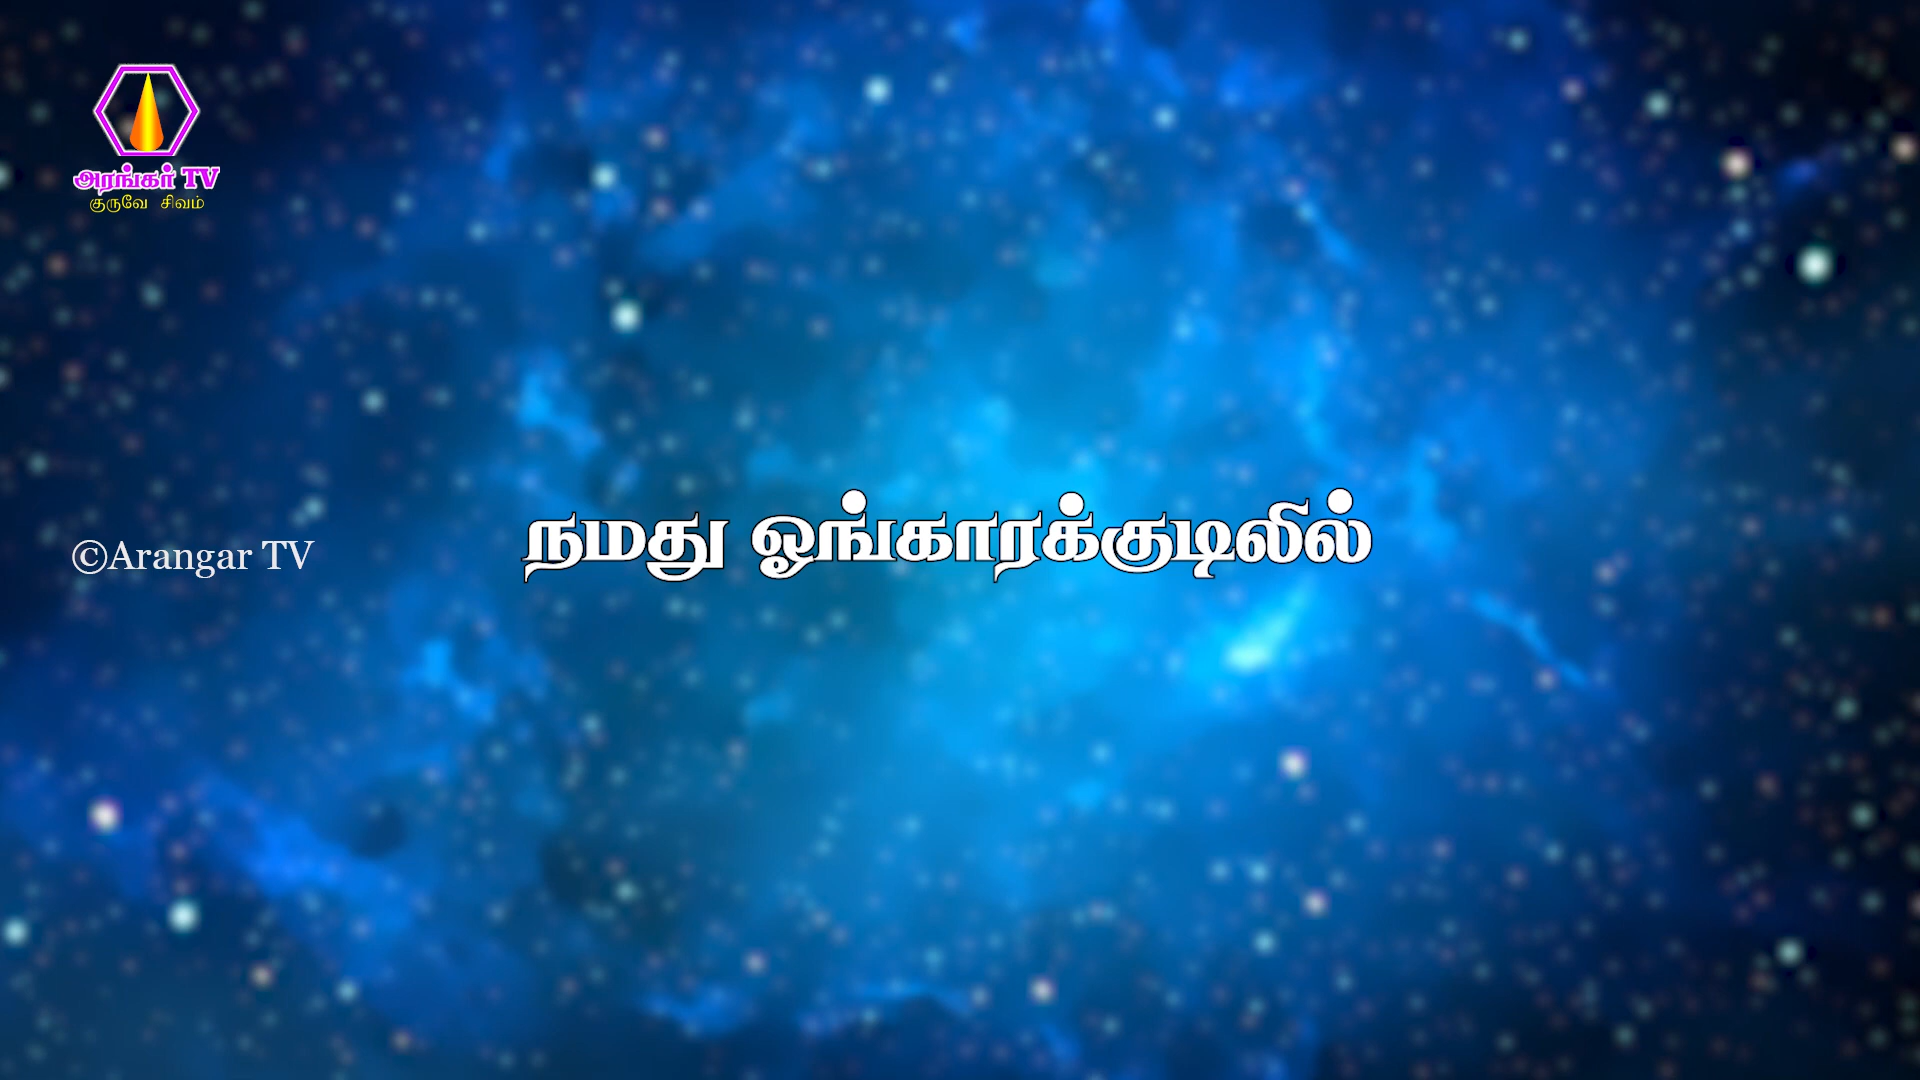 அரங்கர் TV
குருவே சிவம்
©Arangar TV
நமது ஓங்காரக்குடிலில்